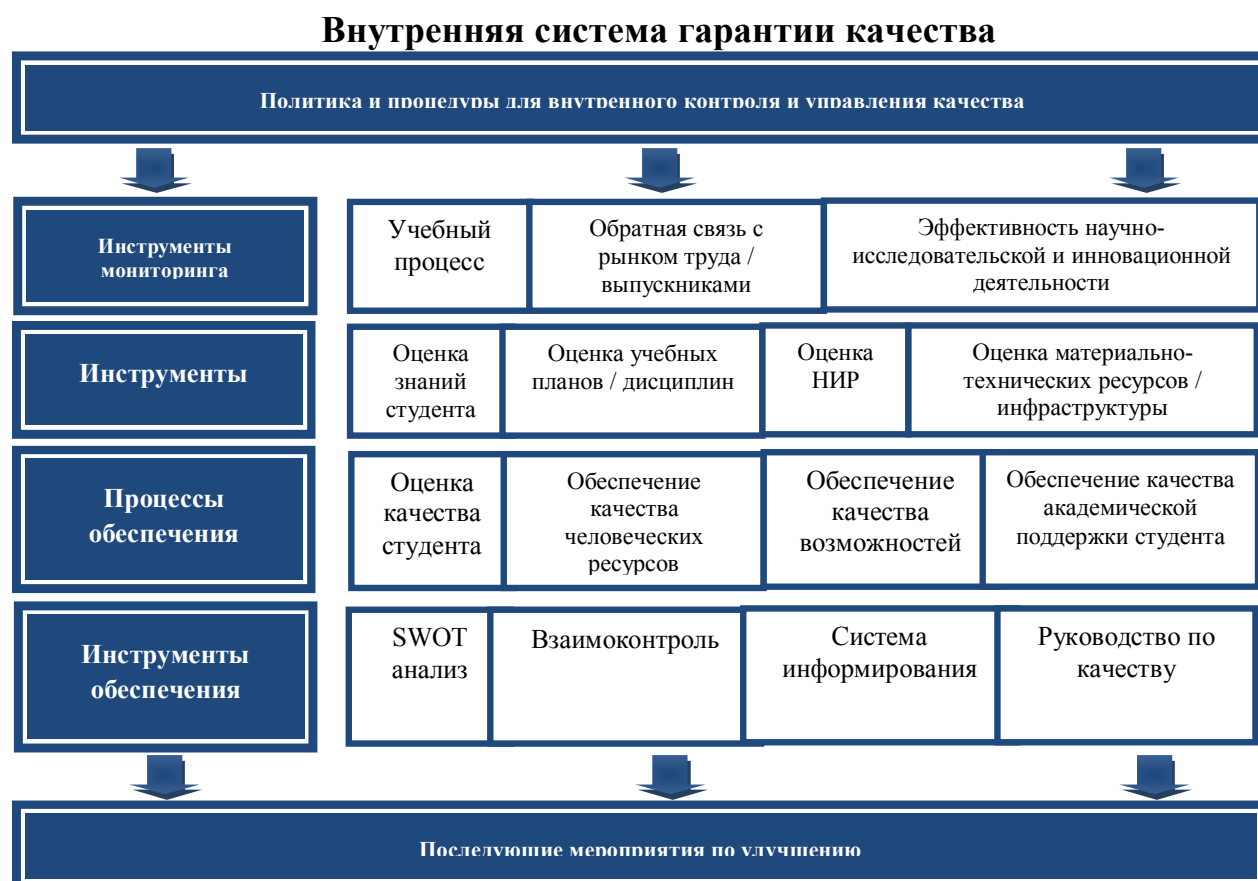 Внутренняя система гарантии качества
Политика и процедуры для внутренного контроля и управления качества
Инструменты
мониторинга
Учебный
процесс
Обратная связь с
рынком труда /
выпускниками
Эффективность научно-
исследовательской и инновационной
деятельности
Инструменты
Оценка
знаний
студента
Оценка учебных
планов / дисциплин
Оценка
НИР
Оценка материально-
технических ресурсов /
инфраструктуры
Процессы
обеспечения
Оценка
качества
студента
Обеспечение
качества
человеческих
ресурсов
Обеспечение
качества
возможностей
Обеспечение качества
академической
поддержки студента
Инструменты
обеспечения
SWOT
анализ
Взаимоконтроль
Система
информирования
Руководство по
качеству
Последующие мероприятия по улучшению